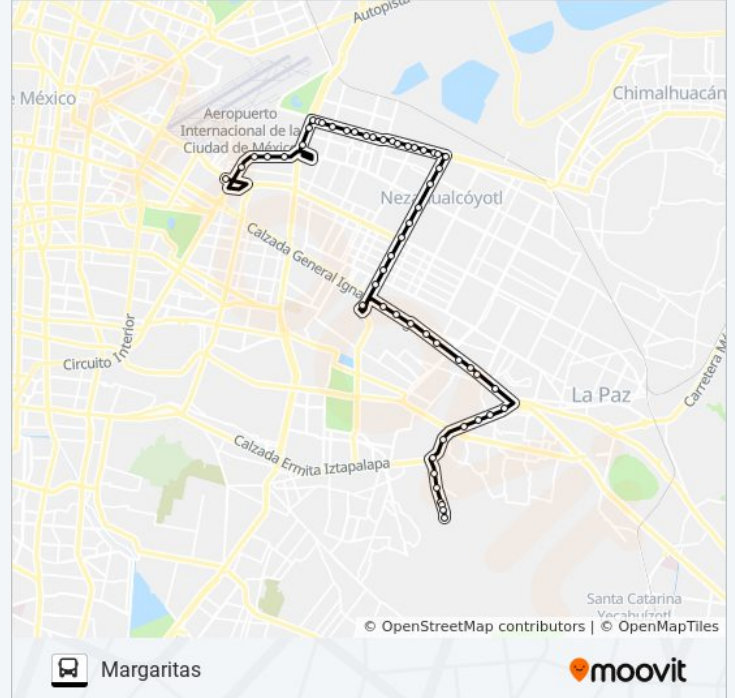 Autopista
e México
Chimalhuacán
Aeropuerto
Internacional de la
Ciudad de México
Nezahualcóyotl
Calzada General Igna
Circuito Interior
La Paz
Carretera M
Calzada Ermita Iztapalapa
Santa Catarina
Yecahuizotl
© OpenStreetMap contributors | © OpenMapTiles
Margaritas
moovit